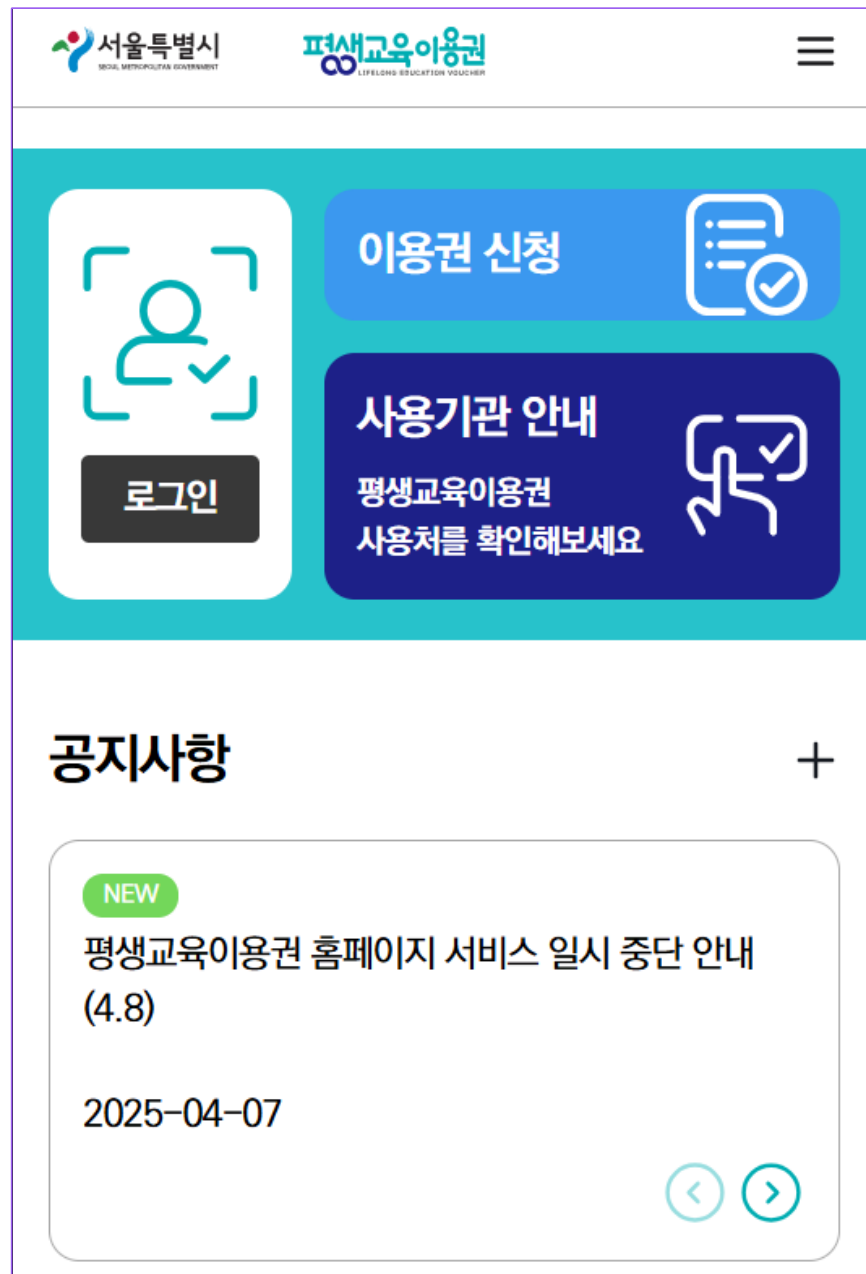 서울특별시
SEOUL METROPOLITAN GOVERNMENT
평생교육이용권
LIFELONG EDUCATION VOUCHER
이용권 신청
로그인
사용기관 안내
평생교육이용권
사용처를 확인해보세요
공지사항
NEW
평생교육이용권 홈페이지 서비스 일시 중단 안내
(4.8)
2025-04-07